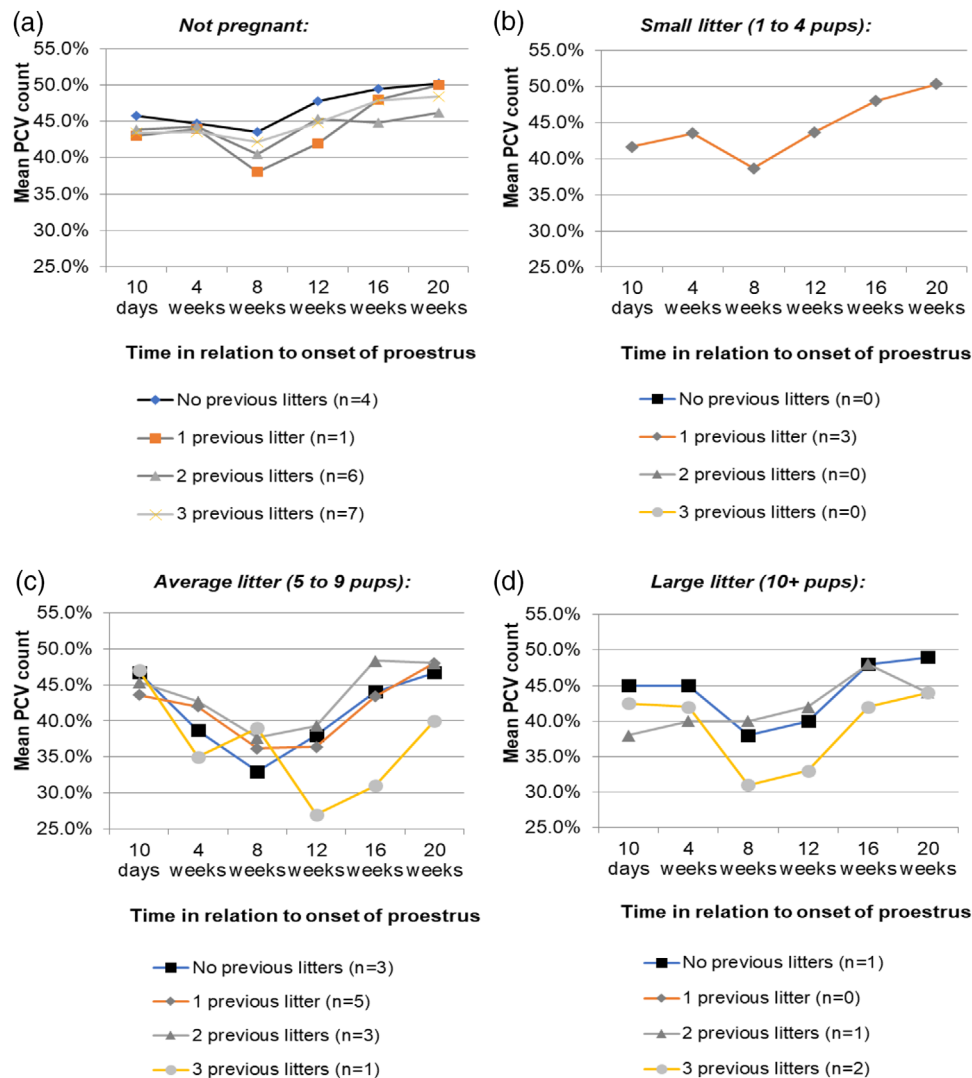 (a)
Not pregnant:
55.0%
50.0%
45.0%
40.0%
35.0%
30.0%
25.0%
Mean PCV count
10 4 8 12 16 20
days weeks weeks weeks weeks weeks
Time in relation to onset of proestrus
No previous litters (n=4)
1 previous litter (n=1)
2 previous litters (n=6)
3 previous litters (n=7)
(b)
Small litter (1 to 4 pups):
55.0%
50.0%
45.0%
40.0%
35.0%
30.0%
25.0%
Mean PCV count
10 4 8 12 16 20
days weeks weeks weeks weeks weeks
Time in relation to onset of proestrus
No previous litters (n=0)
1 previous litter (n=3)
2 previous litters (n=0)
3 previous litters (n=0)
(c)
Average litter (5 to 9 pups):
55.0%
50.0%
45.0%
40.0%
35.0%
30.0%
25.0%
Mean PCV count
10 4 8 12 16 20
days weeks weeks weeks weeks weeks
Time in relation to onset of proestrus
No previous litters (n=3)
1 previous litter (n=5)
2 previous litters (n=3)
3 previous litters (n=1)
(d)
Large litter (10+ pups):
55.0%
50.0%
45.0%
40.0%
35.0%
30.0%
25.0%
Mean PCV count
10 4 8 12 16 20
days weeks weeks weeks weeks weeks
Time in relation to onset of proestrus
No previous litters (n=1)
1 previous litter (n=0)
2 previous litters (n=1)
3 previous litters (n=2)